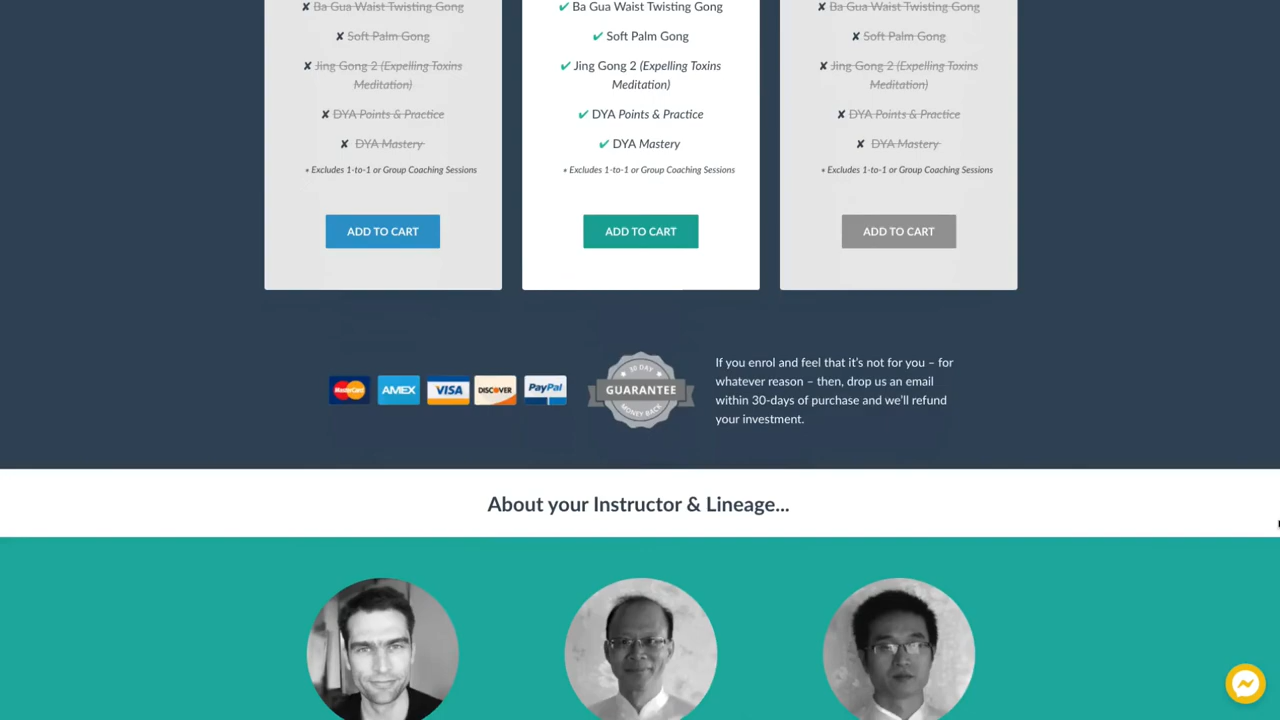 ✘ Ba Gua Waist Twisting Gong
✘ Soft Palm Gong
✘ Jing Gong 2 (Expelling Toxins
Meditation)
✘ DYA Points & Practice
✘ DYA Mastery
+ Excludes 1-to-1 or Group Coaching Sessions
ADD TO CART
✔ Ba Gua Waist Twisting Gong
✔ Soft Palm Gong
✔ Jing Gong 2 (Expelling Toxins
Meditation)
✔ DYA Points & Practice
✔ DYA Mastery
+ Excludes 1-to-1 or Group Coaching Sessions
ADD TO CART
✘ Ba Gua Waist Twisting Gong
✘ Soft Palm Gong
✘ Jing Gong 2 (Expelling Toxins
Meditation)
✘ DYA Points & Practice
✘ DYA Mastery
+ Excludes 1-to-1 or Group Coaching Sessions
ADD TO CART
MasterCard
AMEX
VISA
DISCOVER
PayPal
30 DAY
GUARANTEE
MONEY BACK
If you enrol and feel that it's not for you – for
whatever reason – then, drop us an email
within 30-days of purchase and we'll refund
your investment.
About your Instructor & Lineage...